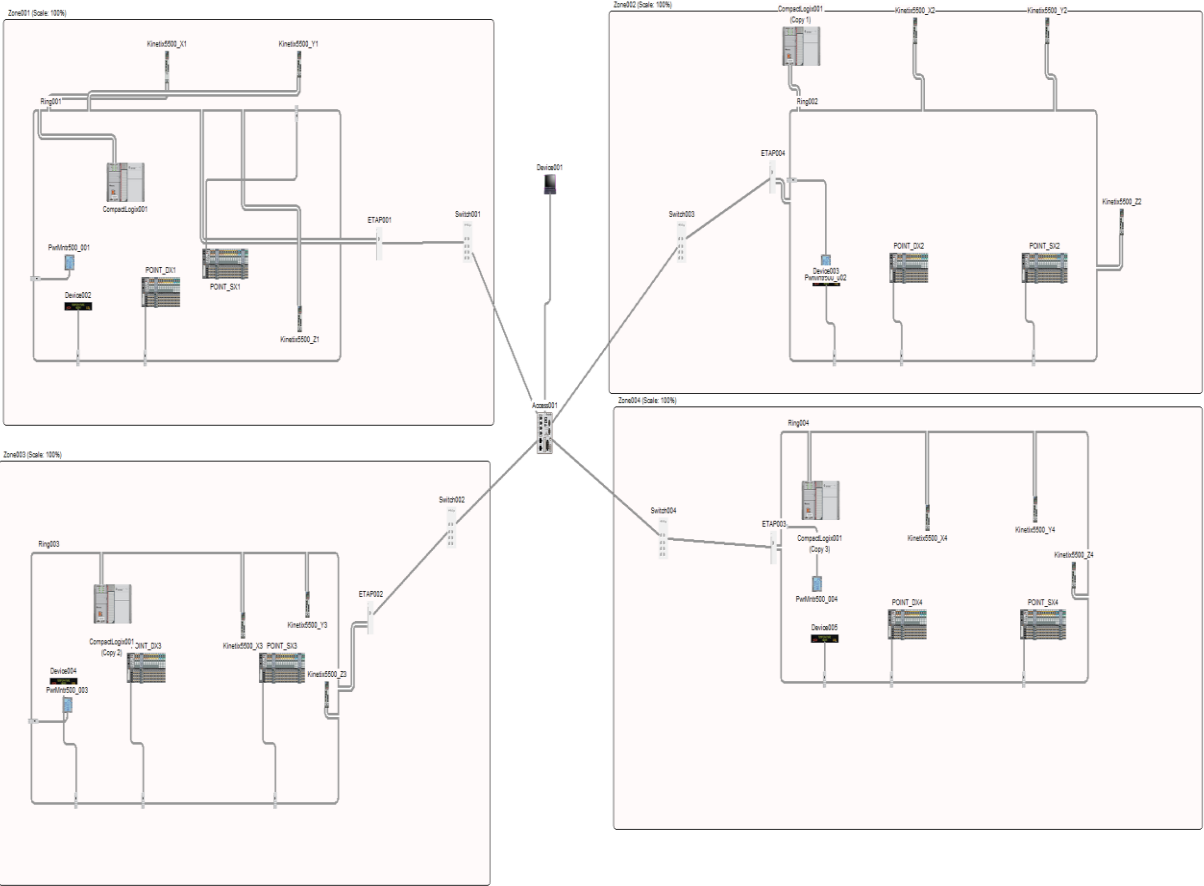 Zone001 (Scale: 100%)
Kinetix5500_X1
Kinetix5500_Y1
Ring001
CompactLogix001
ETAP001
Switch001
PwrMntr500_001
POINT_DX1
POINT_SX1
Device002
Kinetix5500_Z1
Device001
Access001
Zone002 (Scale: 100%)
CompactLogix001
(Copy 1)
Kinetix5500_X2
Kinetix5500_Y2
Ring002
ETAP004
Switch003
Kinetix5500_Z2
POINT_DX2
POINT_SX2
Device003
Zone003 (Scale: 100%)
Switch002
Ring003
ETAP002
CompactLogix001
(Copy 2)
Kinetix5500_Y3
Kinetix5500_X3
POINT_SX3
Device004
Kinetix5500_Z3
PwrMntr500_003
Zone004 (Scale: 100%)
Ring004
Switch004
ETAP003
CompactLogix001
(Copy 3)
Kinetix5500_X4
Kinetix5500_Y4
Kinetix5500_Z4
PwrMntr500_004
POINT_DX4
POINT_SX4
Device005